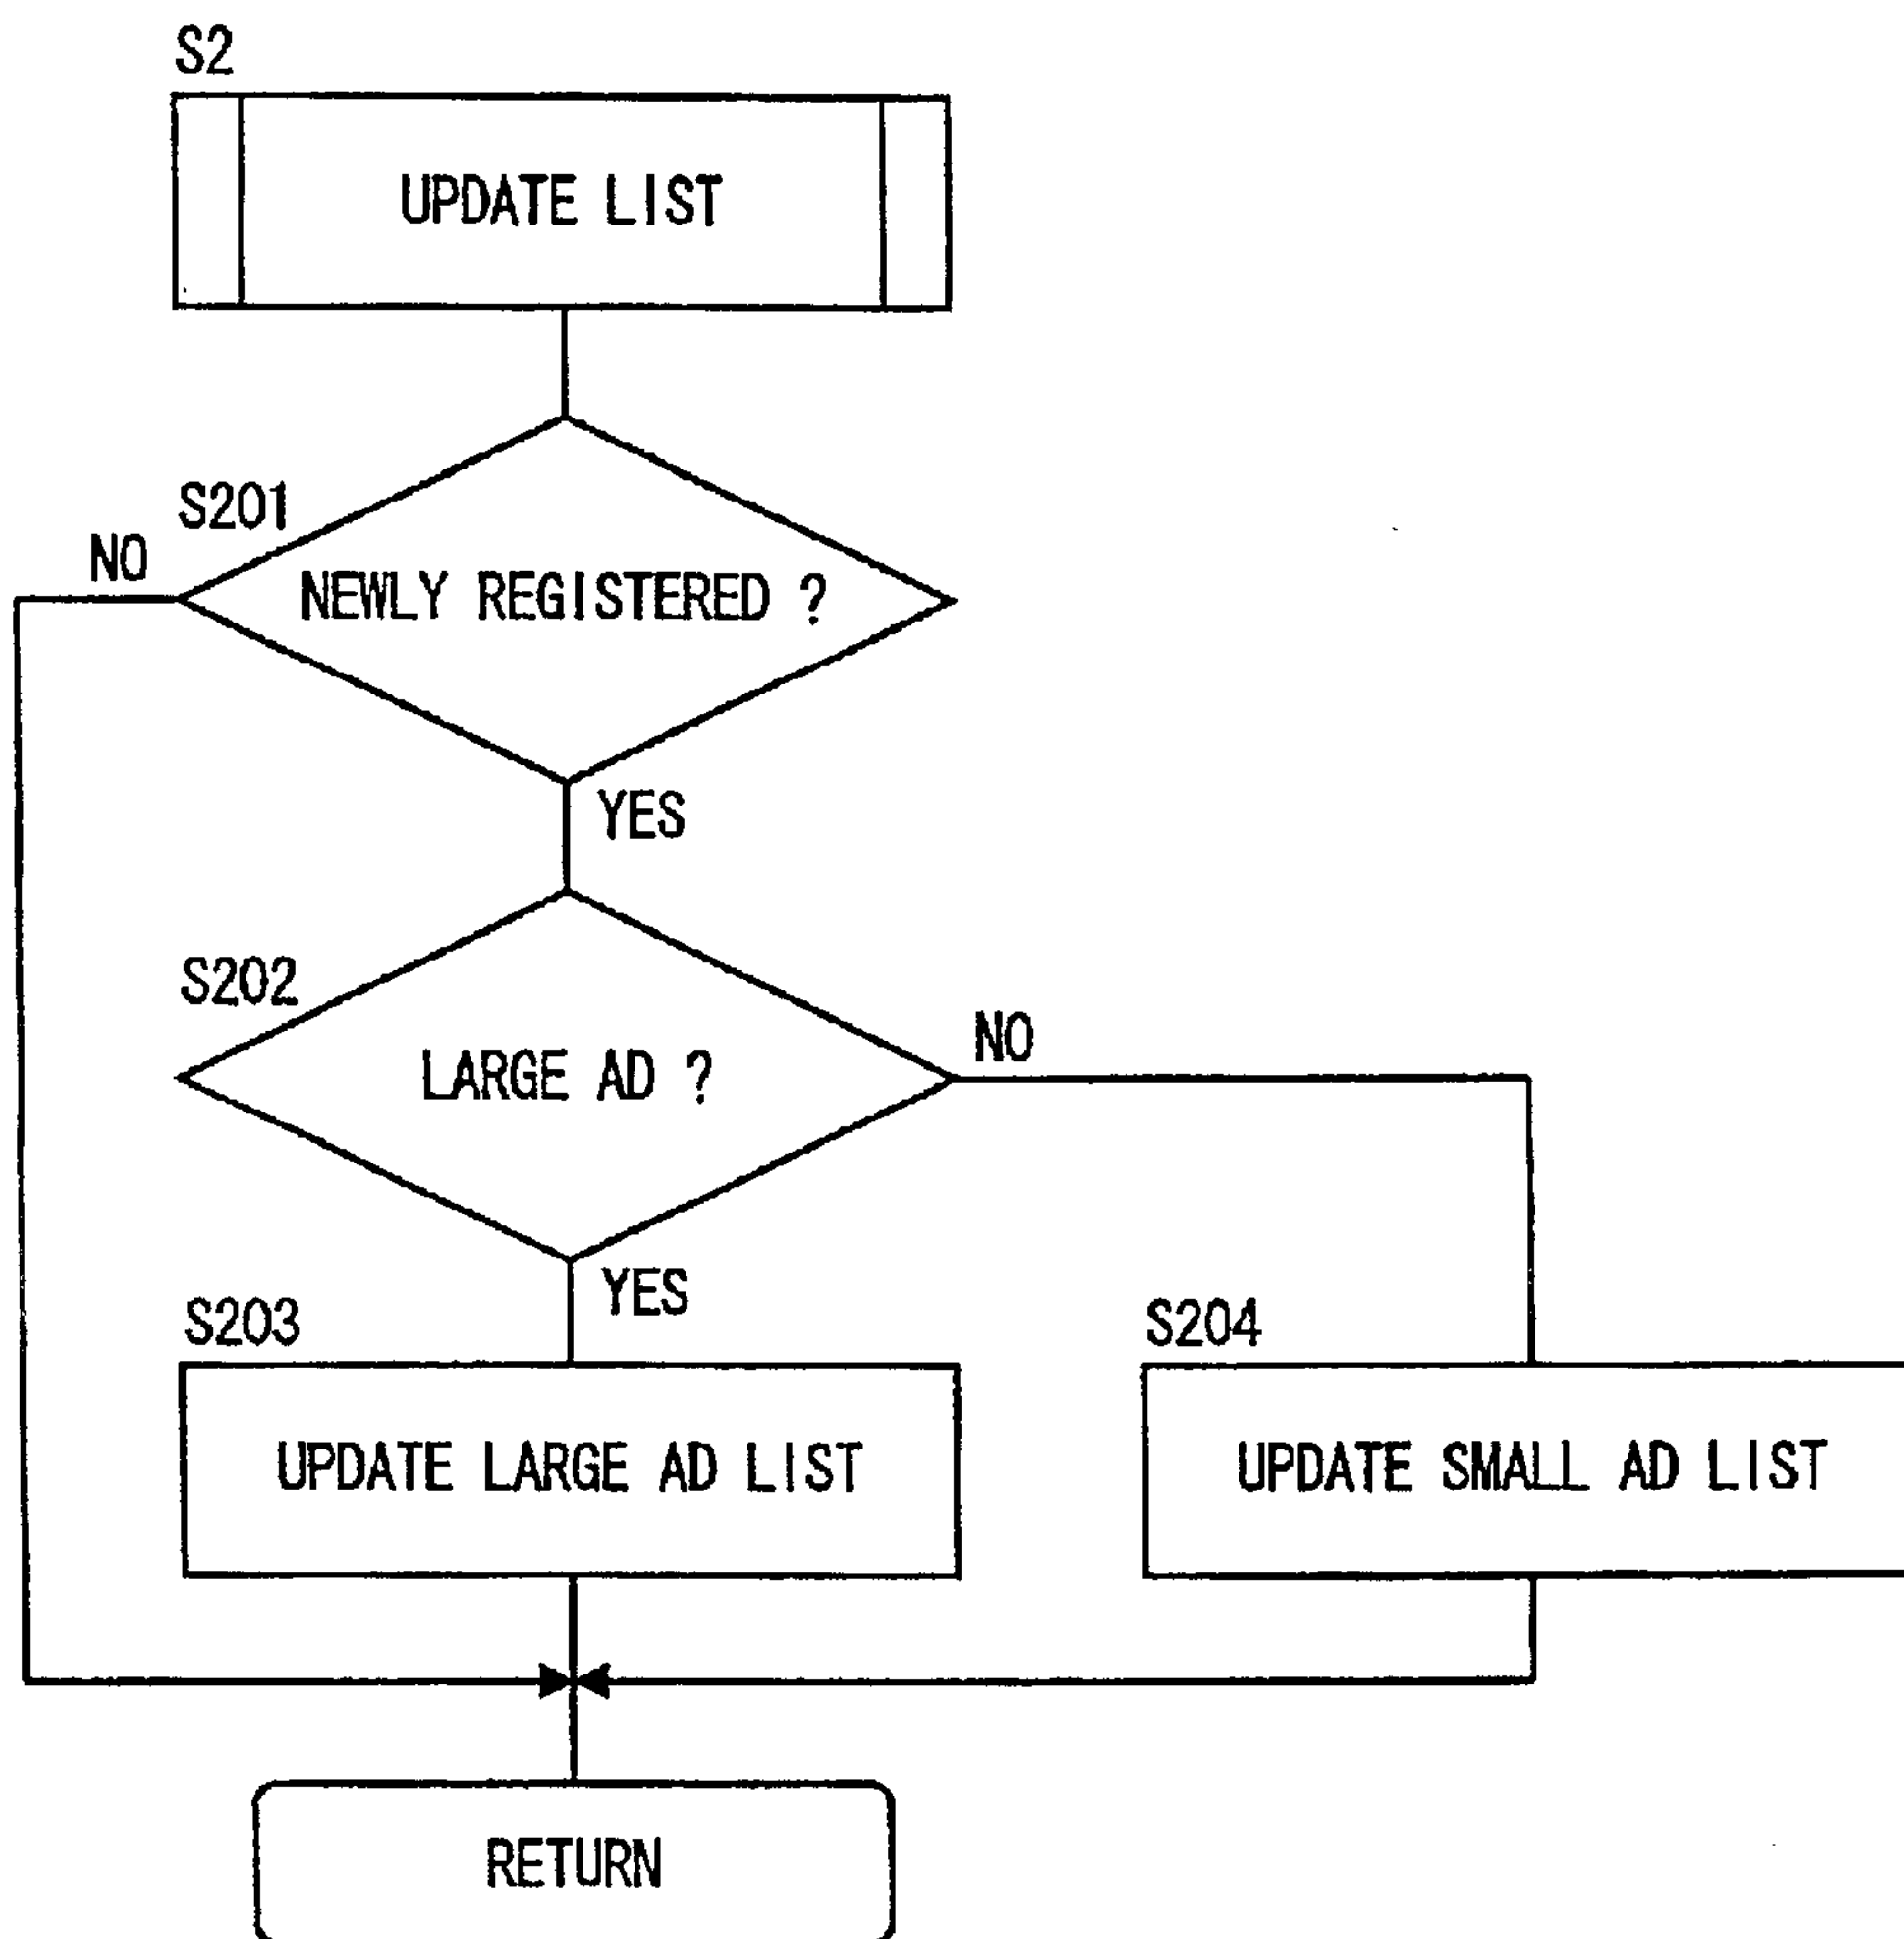 S2
UPDATE LIST
S201
NO
NEWLY REGISTERED ?
YES
S202
NO
LARGE AD ?
YES
S203
S204
UPDATE LARGE AD LIST
UPDATE SMALL AD LIST
RETURN